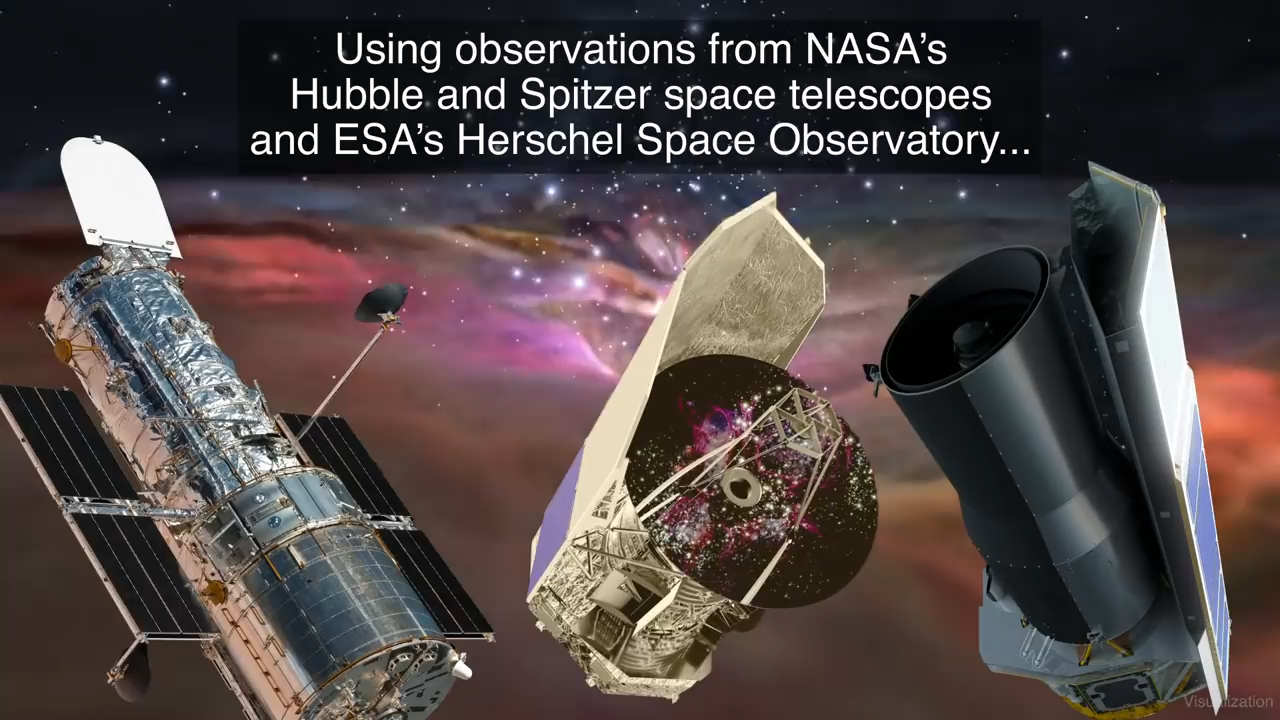 Using observations from NASA’s
Hubble and Spitzer space telescopes
and ESA’s Herschel Space Observatory...
Visualization